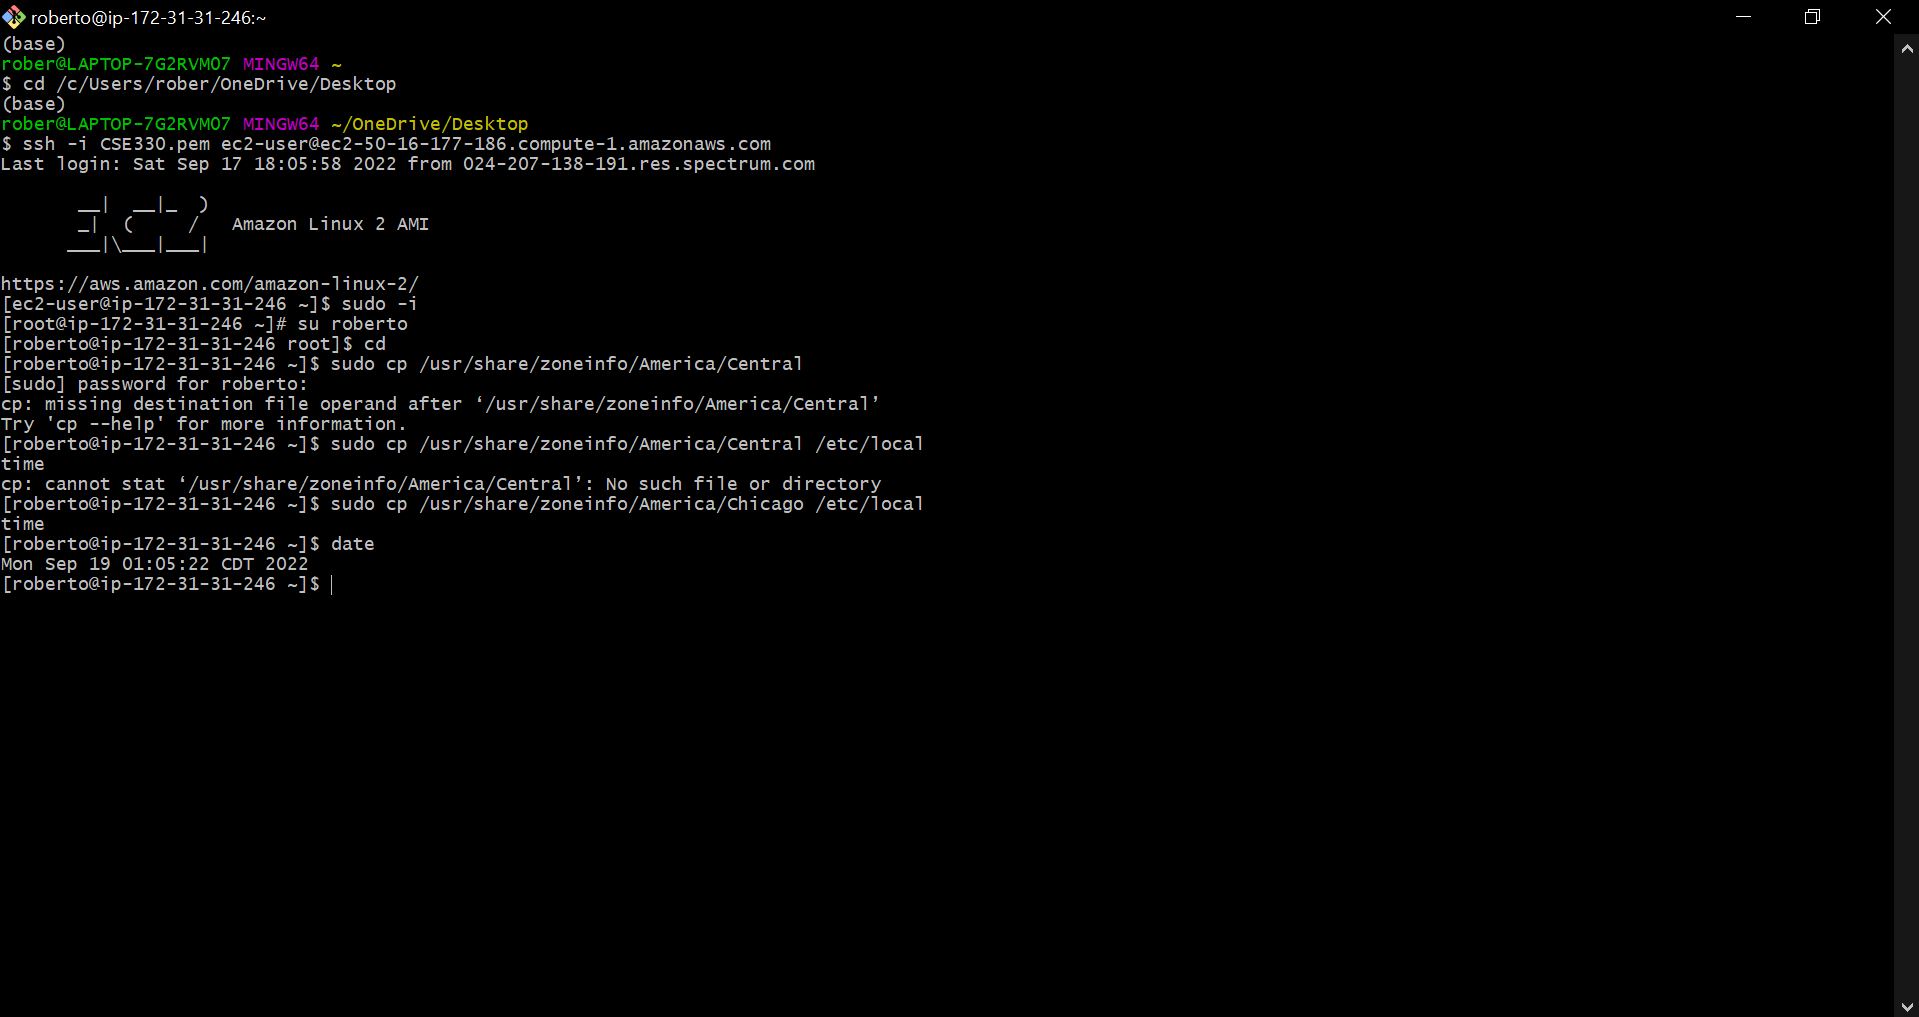 roberto@ip-172-31-31-246:~
(base)
rober@LAPTOP-7G2RVMO7 MINGW64 ~
$ cd /c/Users/rober/OneDrive/Desktop
(base)
rober@LAPTOP-7G2RVMO7 MINGW64 ~/OneDrive/Desktop
$ ssh -i CSE330.pem ec2-user@ec2-50-16-177-186.compute-1.amazonaws.com
Last login: Sat Sep 17 18:05:58 2022 from 024-207-138-191.res.spectrum.com

       __|  __|_  )
       _|  (     /   Amazon Linux 2 AMI
      ___|\___|___|

https://aws.amazon.com/amazon-linux-2/
[ec2-user@ip-172-31-31-246 ~]$ sudo -i
[root@ip-172-31-31-246 ~]# su roberto
[roberto@ip-172-31-31-246 root]$ cd
[roberto@ip-172-31-31-246 ~]$ sudo cp /usr/share/zoneinfo/America/Central
[sudo] password for roberto:
cp: missing destination file operand after ‘/usr/share/zoneinfo/America/Central’
Try 'cp --help' for more information.
[roberto@ip-172-31-31-246 ~]$ sudo cp /usr/share/zoneinfo/America/Central /etc/local
time
cp: cannot stat ‘/usr/share/zoneinfo/America/Central’: No such file or directory
[roberto@ip-172-31-31-246 ~]$ sudo cp /usr/share/zoneinfo/America/Chicago /etc/local
time
[roberto@ip-172-31-31-246 ~]$ date
Mon Sep 19 01:05:22 CDT 2022
[roberto@ip-172-31-31-246 ~]$